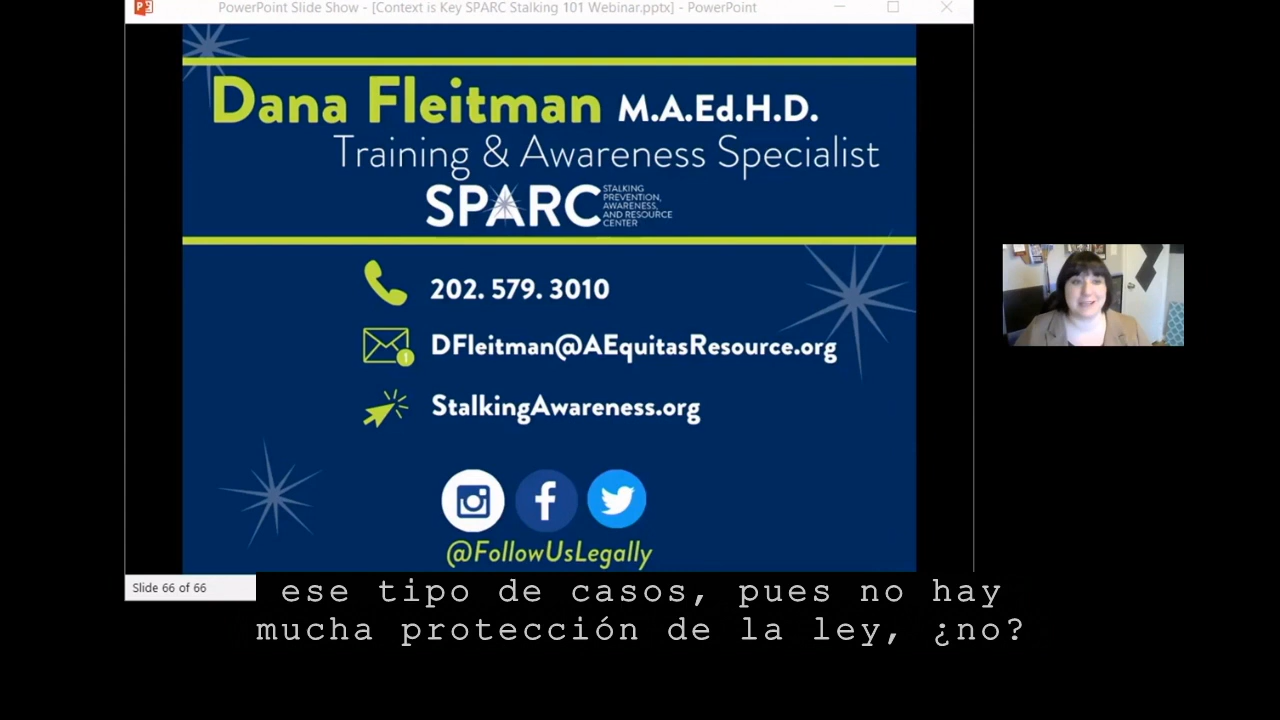 PowerPoint Slide Show - [Context is Key SPARC Stalking 101 Webinar.pptx] - PowerPoint
Dana Fleitman M.A.Ed.H.D.
Training & Awareness Specialist
SPARC
STALKING
PREVENTION,
AWARENESS,
AND RESOURCE
CENTER
202. 579. 3010
1
DFleitman@AEquitasResource.org
StalkingAwareness.org
@FollowUsLegally
Slide 66 of 66
ese tipo de casos, pues no hay
mucha protección de la ley, ¿no?